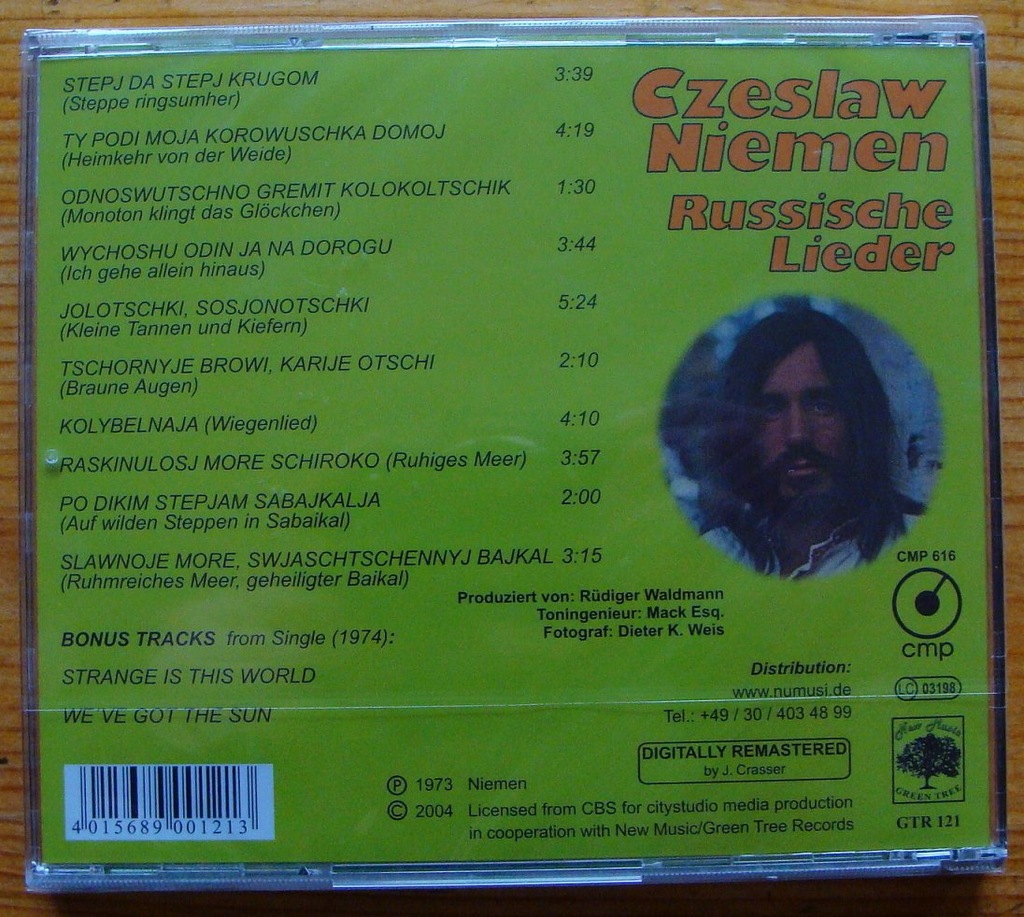 STEPJ DA STEPJ KRUGOM 3:39
(Steppe ringsumher)
TY PODI MOJA KOROWUSCHKA DOMOJ 4:19
(Heimkehr von der Weide)
ODNOSWUTSCHNO GREMIT KOLOKOLTSCHIK 1:30
(Monoton klingt das Glöckchen)
WYCHOSHU ODIN JA NA DOROGU 3:44
(Ich gehe allein hinaus)
JOLOTSCHKI, SOSJONOTSCHKI 5:24
(Kleine Tannen und Kiefern)
TSCHORNYJE BROWI, KARIJE OTSCHI 2:10
(Braune Augen)
KOLYBELNAJA (Wiegenlied) 4:10
RASKINULOSJ MORE SCHIROKO (Ruhiges Meer) 3:57
PO DIKIM STEPJAM SABAJKALJA 2:00
(Auf wilden Steppen in Sabaikal)
SLAWNOJE MORE, SWJASCHTSCHENNYJ BAJKAL 3:15
(Ruhmreiches Meer, geheiligter Baikal)
BONUS TRACKS from Single (1974):
STRANGE IS THIS WORLD
WE'VE GOT THE SUN
4 015689 001213
Czeslaw
Niemen
Russische
Lieder
Produziert von: Rüdiger Waldmann
Toningenieur: Mack Esq.
Fotograf: Dieter K. Weis
CMP 616
cmp
Distribution:
www.numusi.de
Tel.: +49 / 30 / 403 48 99
LC 03198
DIGITALLY REMASTERED
by J. Crasser
New Music
GREEN TREE
GTR 121
℗ 1973 Niemen
© 2004 Licensed from CBS for citystudio media production
in cooperation with New Music/Green Tree Records